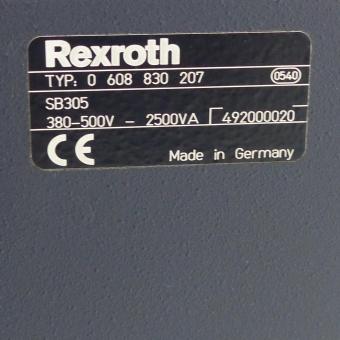 Rexroth
TYP: 0 608 830 207 0540
SB305
380-500V - 2500VA 492000020
CE Made in Germany